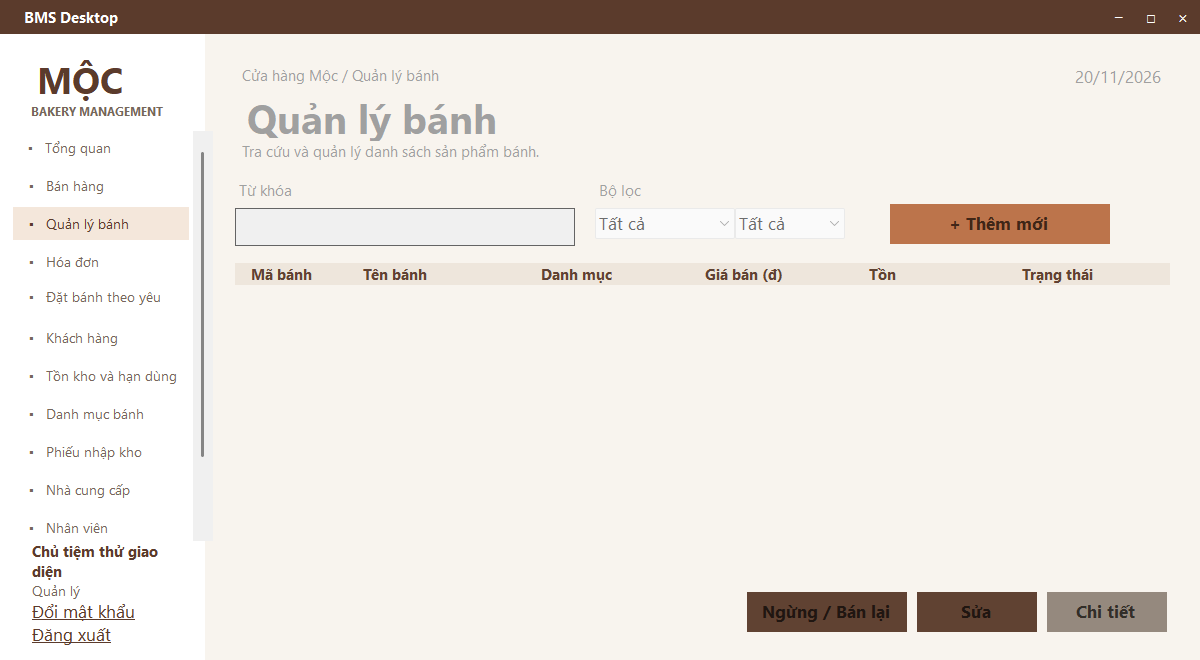 BMS Desktop
MỘC
BAKERY MANAGEMENT
▪ Tổng quan
▪ Bán hàng
▪ Quản lý bánh
▪ Hóa đơn
▪ Đặt bánh theo yêu
▪ Khách hàng
▪ Tồn kho và hạn dùng
▪ Danh mục bánh
▪ Phiếu nhập kho
▪ Nhà cung cấp
▪ Nhân viên
Chủ tiệm thử giao
diện
Quản lý
Đổi mật khẩu
Đăng xuất
Cửa hàng Mộc / Quản lý bánh
20/11/2026
Quản lý bánh
Tra cứu và quản lý danh sách sản phẩm bánh.
Từ khóa
Bộ lọc
Tất cả Tất cả
+ Thêm mới
Mã bánh Tên bánh Danh mục Giá bán (đ) Tồn Trạng thái
Ngừng / Bán lại Sửa Chi tiết